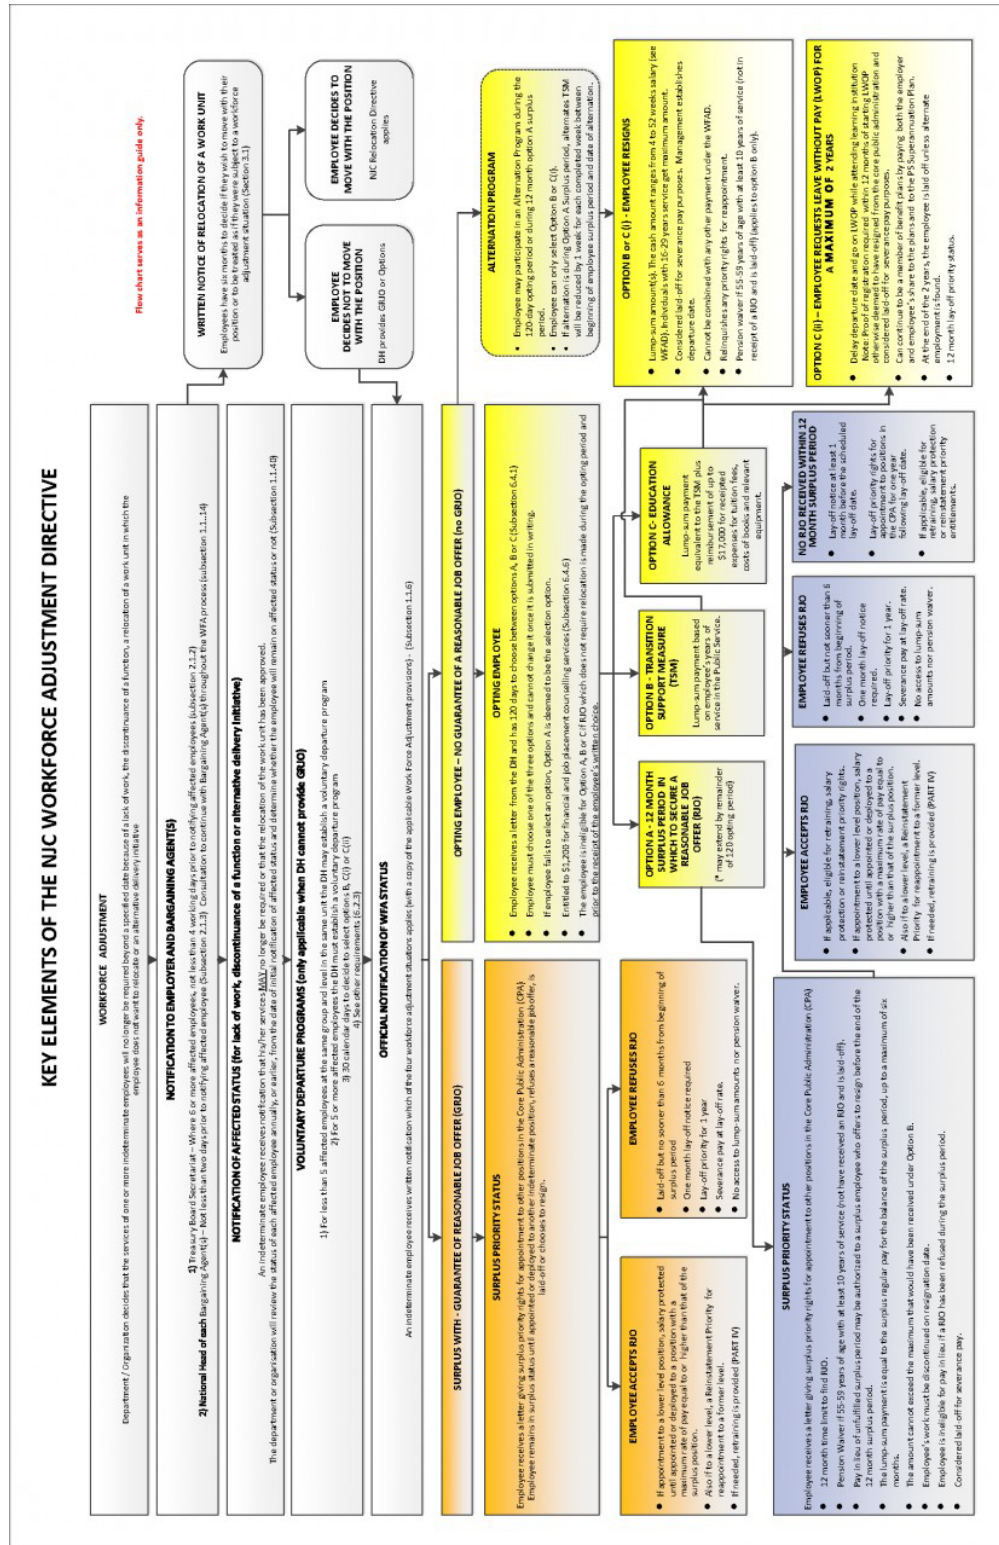 KEY ELEMENTS OF THE NJC WORKFORCE ADJUSTMENT DIRECTIVE
Flow chart serves as an information guide only.
WORKFORCE ADJUSTMENT
Department / Organization decides that the services of one or more indeterminate employees will no longer be required beyond a specified date because of a lack of work, the discontinuance of a function, a relocation of a work unit in which the
employee does not want to relocate or an alternative delivery initiative
NOTIFICATION TO EMPLOYER AND BARGAINING AGENT(S)
1) Treasury Board Secretariat – Where 6 or more affected employees, not less than 4 working days prior to notifying affected employees (subsection 2.1.2)
2) National Head of each Bargaining Agent(s) – Not less than two days prior to notifying affected employee (Subsection 2.1.3) Consultation to continue with Bargaining Agent(s) throughout the WFA process (subsection 1.1..14)
NOTIFICATION OF AFFECTED STATUS (for lack of work, discontinuance of a function or alternative delivery initiative)
An indeterminate employee receives notification that his/her services MAY no longer be required or that the relocation of the work unit has been approved.
The department or organisation will review the status of each affected employee annually, or earlier, from the date of initial notification of affected status and determine whether the employee will remain on affected status or not (Subsection 1.1.40)
VOLUNTARY DEPARTURE PROGRAMS (only applicable when DH cannot provide GRJO)
1) For less than 5 affected employees at the same group and level in the same unit the DH may establish a voluntary departure program
2) For 5 or more affected employees the DH must establish a voluntary departure program
3) 30 calendar days to decide to select options B, C(i) or C(ii)
4) See other requirements (6.2.3)
OFFICIAL NOTIFICATION OF WFA STATUS
An indeterminate employee receives written notification which of the four workforce adjustment situations applies (with a copy of the applicable Work Force Adjustment provisions) - (Subsection 1.1.6)
WRITTEN NOTICE OF RELOCATION OF A WORK UNIT
Employees have six months to decide if they wish to move with their
position or to be treated as if they were subject to a workforce
adjustment situation (Section 3.1)
EMPLOYEE
DECIDES NOT TO MOVE
WITH THE POSITION
DH provides GRJO or Options
EMPLOYEE DECIDES TO
MOVE WITH THE POSITION
NJC Relocation Directive
applies
SURPLUS WITH - GUARANTEE OF REASONABLE JOB OFFER (GRJO)
SURPLUS PRIORITY STATUS
Employee receives a letter giving surplus priority rights for appointment to other positions in the Core Public Administration (CPA)
Employee remains in surplus status until appointed or deployed to another indeterminate position, refuses a reasonable job offer, is
laid-off or chooses to resign.
EMPLOYEE ACCEPTS RJO
● If appointment to a lower level position, salary protected
until appointed or deployed to a position with a
maximum rate of pay equal to or higher than that of the
surplus position.
● Also if to a lower level, a Reinstatement Priority for
reappointment to a former level.
● If needed, retraining is provided (PART IV)
EMPLOYEE REFUSES RJO
● Laid-off but no sooner than 6 months from beginning of
surplus period
● One month lay-off notice required
● Lay-off priority for 1 year
● Severance pay at lay-off rate.
● No access to lump-sum amounts nor pension waiver.
OPTING EMPLOYEE – NO GUARANTEE OF A REASONABLE JOB OFFER (no GRJO)
OPTING EMPLOYEE
● Employee receives a letter from the DH and has 120 days to choose between options A, B or C (Subsection 6.4.1)
● Employee must choose one of the three options and cannot change it once it is submitted in writing.
● If employee fails to select an option, Option A is deemed to be the selection option.
● Entitled to $1,200 for financial and job placement counselling services (Subsection 6.4.6)
● The employee is ineligible for Option A, B or C if RJO which does not require relocation is made during the opting period and
prior to the receipt of the employee's written choice.
ALTERNATION PROGRAM
● Employee may participate in an Alternation Program during the
120-day opting period or during 12 month option A surplus
period.
● Employee can only select Option B or C(i).
● If alternation is during Option A Surplus period, alternates TSM
will be reduced by 1 week for each completed week between
beginning of employee surplus period and date of alternation.
OPTION A - 12 MONTH
SURPLUS PERIOD IN
WHICH TO SECURE A
REASONABLE JOB
OFFER (RJO)
(* may extend by remainder
of 120 opting period)
OPTION B - TRANSITION
SUPPORT MEASURE
(TSM)
Lump-sum payment based
on employee's years of
service in the Public Service.
OPTION C- EDUCATION
ALLOWANCE
Lump-sum payment
equivalent to the TSM plus
reimbursement of up to
$17,000 for receipted
expenses for tuition fees,
costs of books and relevant
equipment.
OPTION B or C (i) - EMPLOYEE RESIGNS
● Lump-sum amount(s). The cash amount ranges from 4 to 52 weeks salary (see
WFAD). Individuals with 16-29 years service get maximum amount.
● Considered laid-off for severance pay purposes. Management establishes
departure date.
● Cannot be combined with any other payment under the WFAD.
● Relinquishes any priority rights for reappointment.
● Pension waiver if 55-59 years of age with at least 10 years of service (not in
receipt of a RJO and is laid-off) (applies to option B only).
OPTION C (ii) – EMPLOYEE REQUESTS LEAVE WITHOUT PAY (LWOP) FOR
A MAXIMUM OF 2 YEARS
● Delay departure date and go on LWOP while attending learning institution
Note: Proof of registration required within 12 months of starting LWOP
otherwise deemed to have resigned from the core public administration and
considered laid-off for severance pay purposes.
● Can continue to be a member of benefit plans by paying both the employer
and employee's share to the plans and to the PS Superannuation Plan.
● At the end of the 2 years, the employee is laid off unless alternate
employment is found.
● 12 month lay-off priority status.
SURPLUS PRIORITY STATUS
Employee receives a letter giving surplus priority rights for appointment to other positions in the Core Public Administration (CPA)
● 12 month time limit to find RJO.
● Pension Waiver if 55-59 years of age with at least 10 years of service (not have received an RJO and is laid-off).
● Pay in lieu of unfulfilled surplus period may be authorized to a surplus employee who offers to resign before the end of the
12 month surplus period.
● The lump-sum payment is equal to the surplus regular pay for the balance of the surplus period, up to a maximum of six
months.
● The amount cannot exceed the maximum that would have been received under Option B.
● Employee's work must be discontinued on resignation date.
● Employee is ineligible for pay in lieu if a RJO has been refused during the surplus period.
● Considered laid-off for severance pay.
EMPLOYEE ACCEPTS RJO
● If applicable, eligible for retraining, salary
protection or reinstatement priority rights.
● If appointment to a lower level position, salary
protected until appointed or deployed to a
position with a maximum rate of pay equal to
or higher than that of the surplus position.
● Also if to a lower level, a Reinstatement
Priority for reappointment to a former level.
● If needed, retraining is provided (PART IV)
EMPLOYEE REFUSES RJO
● Laid-off but not sooner than 6
months from beginning of
surplus period.
● One month lay-off notice
required.
● Lay-off priority for 1 year.
● Severance pay at lay-off rate.
● No access to lump-sum
amounts nor pension waiver.
NO RJO RECEIVED WITHIN 12
MONTH SURPLUS PERIOD
● Lay-off notice at least 1
month before the scheduled
lay-off date.
● Lay-off priority rights for
appointment to positions in
the CPA for one year
following lay-off date.
● If applicable, eligible for
retraining, salary protection
or reinstatement priority
entitlements.